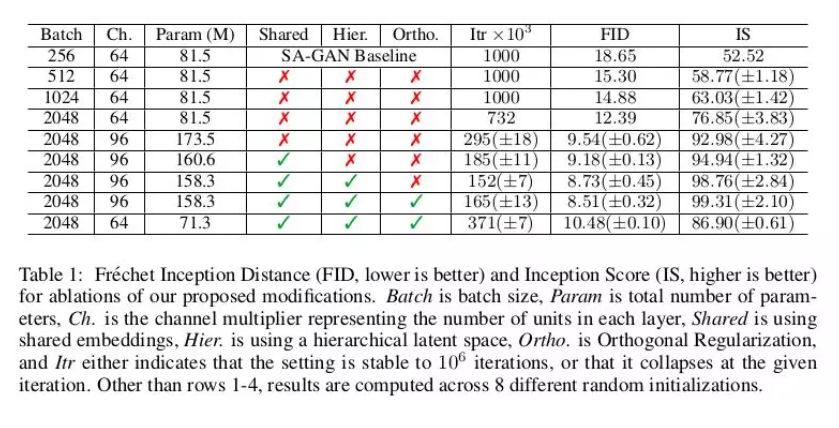 Batch Ch. Param (M) Shared Hier. Ortho. Itr ×10³ FID IS
256 64 81.5 SA-GAN Baseline 1000 18.65 52.52
512 64 81.5 ✗ ✗ ✗ 1000 15.30 58.77(±1.18)
1024 64 81.5 ✗ ✗ ✗ 1000 14.88 63.03(±1.42)
2048 64 81.5 ✗ ✗ ✗ 732 12.39 76.85(±3.83)
2048 96 173.5 ✗ ✗ ✗ 295(±18) 9.54(±0.62) 92.98(±4.27)
2048 96 160.6 ✓ ✗ ✗ 185(±11) 9.18(±0.13) 94.94(±1.32)
2048 96 158.3 ✓ ✓ ✗ 152(±7) 8.73(±0.45) 98.76(±2.84)
2048 96 158.3 ✓ ✓ ✓ 165(±13) 8.51(±0.32) 99.31(±2.10)
2048 64 71.3 ✓ ✓ ✓ 371(±7) 10.48(±0.10) 86.90(±0.61)
Table 1: Fréchet Inception Distance (FID, lower is better) and Inception Score (IS, higher is better)
for ablations of our proposed modifications. Batch is batch size, Param is total number of param-
eters, Ch. is the channel multiplier representing the number of units in each layer, Shared is using
shared embeddings, Hier. is using a hierarchical latent space, Ortho. is Orthogonal Regularization,
and Itr either indicates that the setting is stable to 10⁶ iterations, or that it collapses at the given
iteration. Other than rows 1-4, results are computed across 8 different random initializations.